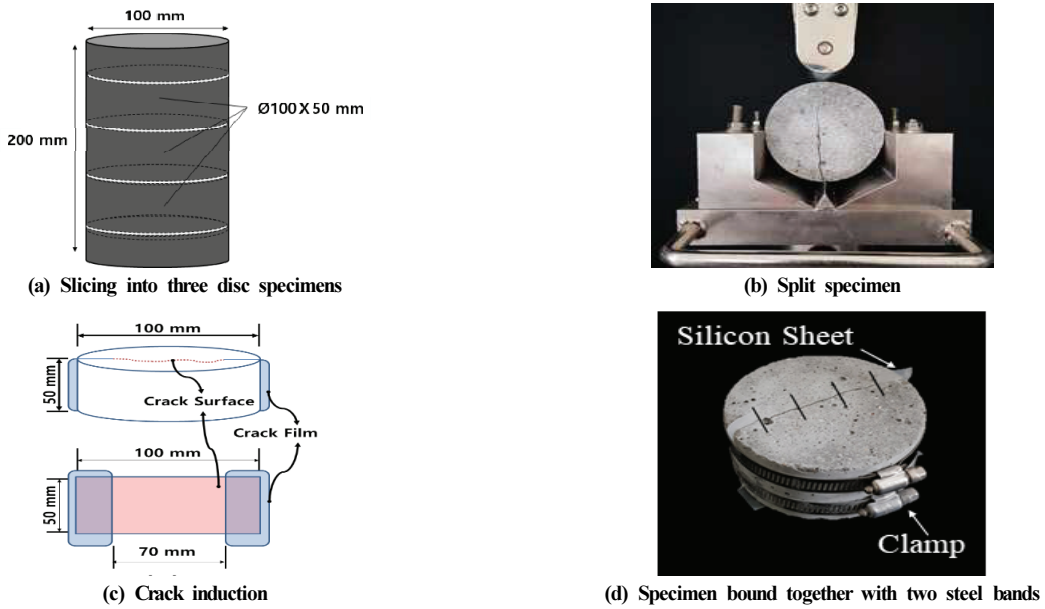 100 mm
Ø100X50 mm
200 mm
(a) Slicing into three disc specimens
(b) Split specimen
100 mm
50 mm
Crack Surface
Crack Film
100 mm
50 mm
70 mm
(c) Crack induction
Silicon Sheet
Clamp
(d) Specimen bound together with two steel bands